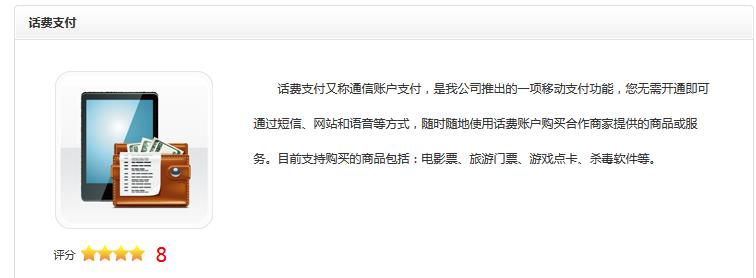 话费支付
话费支付又称通信账户支付，是我公司推出的一项移动支付功能，您无需开通即可
通过短信、网站和语音等方式，随时随地使用话费账户购买合作商家提供的商品或服
务。目前支持购买的商品包括：电影票、旅游门票、游戏点卡、杀毒软件等。
评分 8